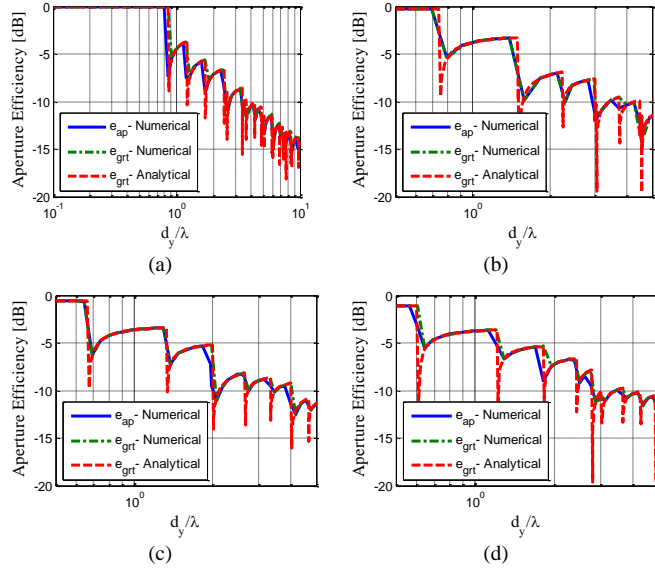 0
-5
-10
-15
-20
Aperture Efficiency [dB]
e_ap- Numerical
e_grt- Numerical
e_grt- Analytical
10^-1
10^0
10^1
d_y/λ
(a)
0
-5
-10
-15
-20
Aperture Efficiency [dB]
e_ap- Numerical
e_grt- Numerical
e_grt- Analytical
10^0
d_y/λ
(b)
0
-5
-10
-15
-20
Aperture Efficiency [dB]
e_ap- Numerical
e_grt- Numerical
e_grt- Analytical
10^0
d_y/λ
(c)
0
-5
-10
-15
-20
Aperture Efficiency [dB]
e_ap- Numerical
e_grt- Numerical
e_grt- Analytical
10^0
d_y/λ
(d)